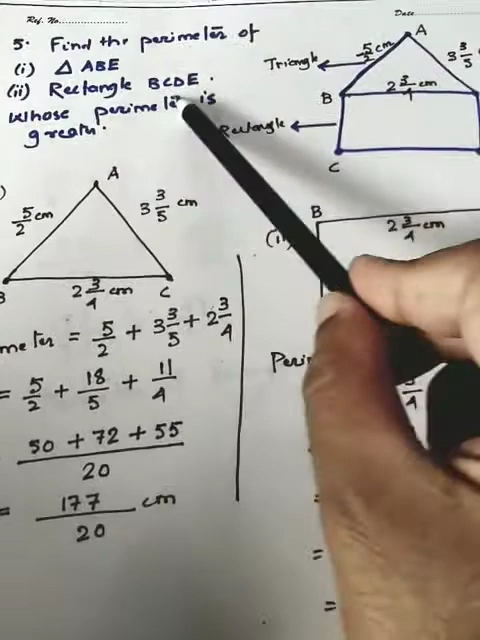 Ref. No.
Date
5. Find the perimeter of
(i) △ ABE
(ii) Rectangle BCDE.
whose perimeter is
greater.
A
5/2 cm
3 3/5
Triangle
B
2 3/4 cm
Rectangle
C
A
5/2 cm
3 3/5 cm
B
2 3/4 cm
C
meter = 5/2 + 3 3/5 + 2 3/4
= 5/2 + 18/5 + 11/4
50 + 72 + 55
20
= 177/20 cm
(ii)
B
2 3/4 cm
Peri
=
=